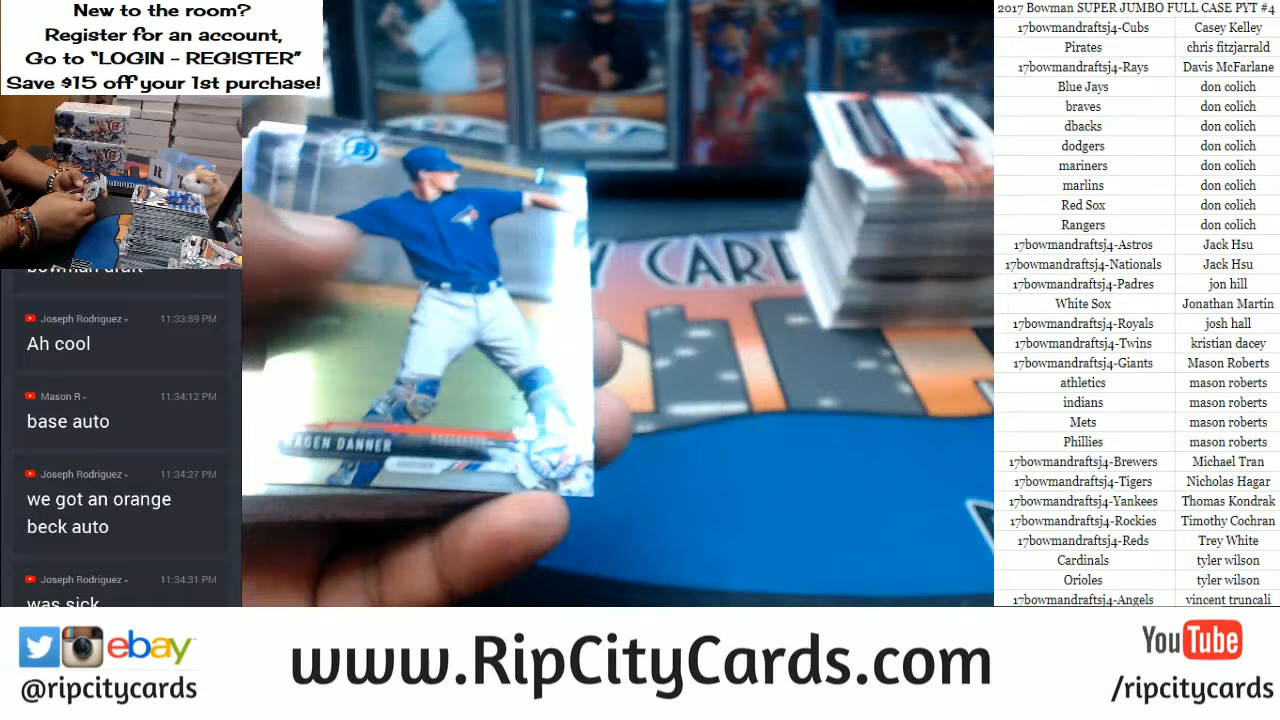 New to the room?
Register for an account,
Go to “LOGIN - REGISTER”
Save $15 off your 1st purchase!
bowman draft
Joseph Rodriguez 11:33:59 PM
Ah cool
Mason R 11:34:12 PM
base auto
Joseph Rodriguez 11:34:27 PM
we got an orange
beck auto
Joseph Rodriguez 11:34:31 PM
was sick
B
AGEN DANNER
Y CARD
2017 Bowman SUPER JUMBO FULL CASE PYT #4
17bowmandraftsj4-Cubs Casey Kelley
Pirates chris fitzjarrald
17bowmandraftsj4-Rays Davis McFarlane
Blue Jays don colich
braves don colich
dbacks don colich
dodgers don colich
mariners don colich
marlins don colich
Red Sox don colich
Rangers don colich
17bowmandraftsj4-Astros Jack Hsu
17bowmandraftsj4-Nationals Jack Hsu
17bowmandraftsj4-Padres jon hill
White Sox Jonathan Martin
17bowmandraftsj4-Royals josh hall
17bowmandraftsj4-Twins kristian dacey
17bowmandraftsj4-Giants Mason Roberts
athletics mason roberts
indians mason roberts
Mets mason roberts
Phillies mason roberts
17bowmandraftsj4-Brewers Michael Tran
17bowmandraftsj4-Tigers Nicholas Hagar
17bowmandraftsj4-Yankees Thomas Kondrak
17bowmandraftsj4-Rockies Timothy Cochran
17bowmandraftsj4-Reds Trey White
Cardinals tyler wilson
Orioles tyler wilson
17bowmandraftsj4-Angels vincent truncali
ebay
@ripcitycards
www.RipCityCards.com
YouTube
/ripcitycards